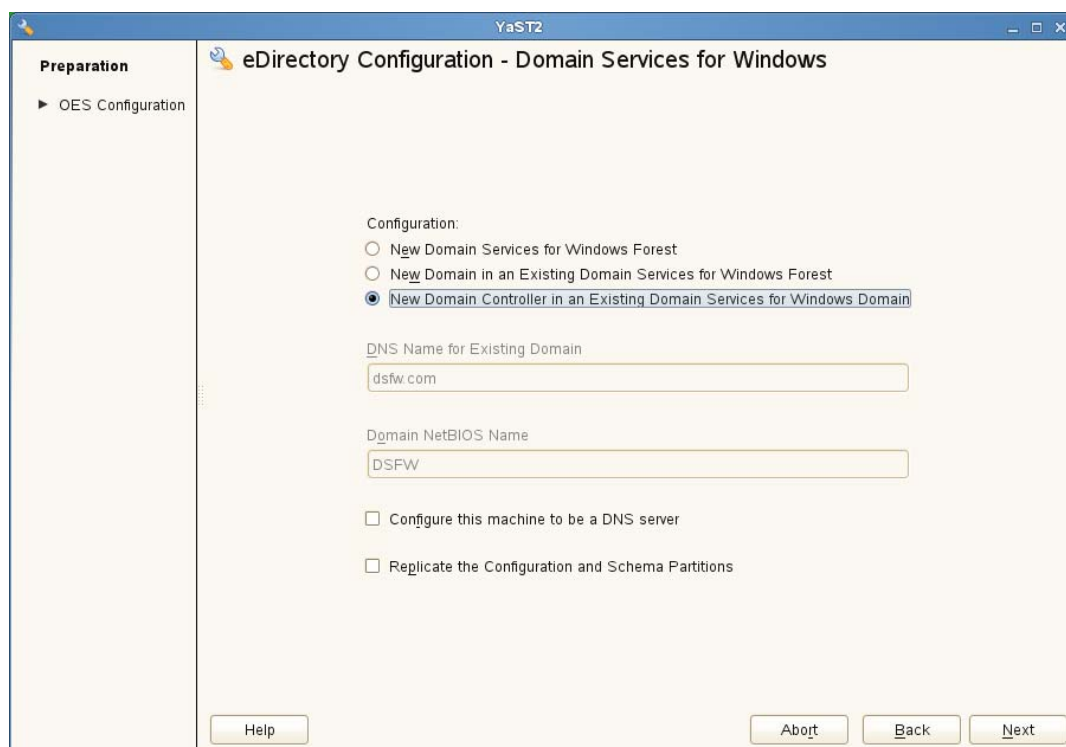 YaST2
Preparation
OES Configuration
eDirectory Configuration - Domain Services for Windows
Configuration:
New Domain Services for Windows Forest
New Domain in an Existing Domain Services for Windows Forest
New Domain Controller in an Existing Domain Services for Windows Domain
DNS Name for Existing Domain
dsfw.com
Domain NetBIOS Name
DSFW
Configure this machine to be a DNS server
Replicate the Configuration and Schema Partitions
Help
Abort
Back
Next